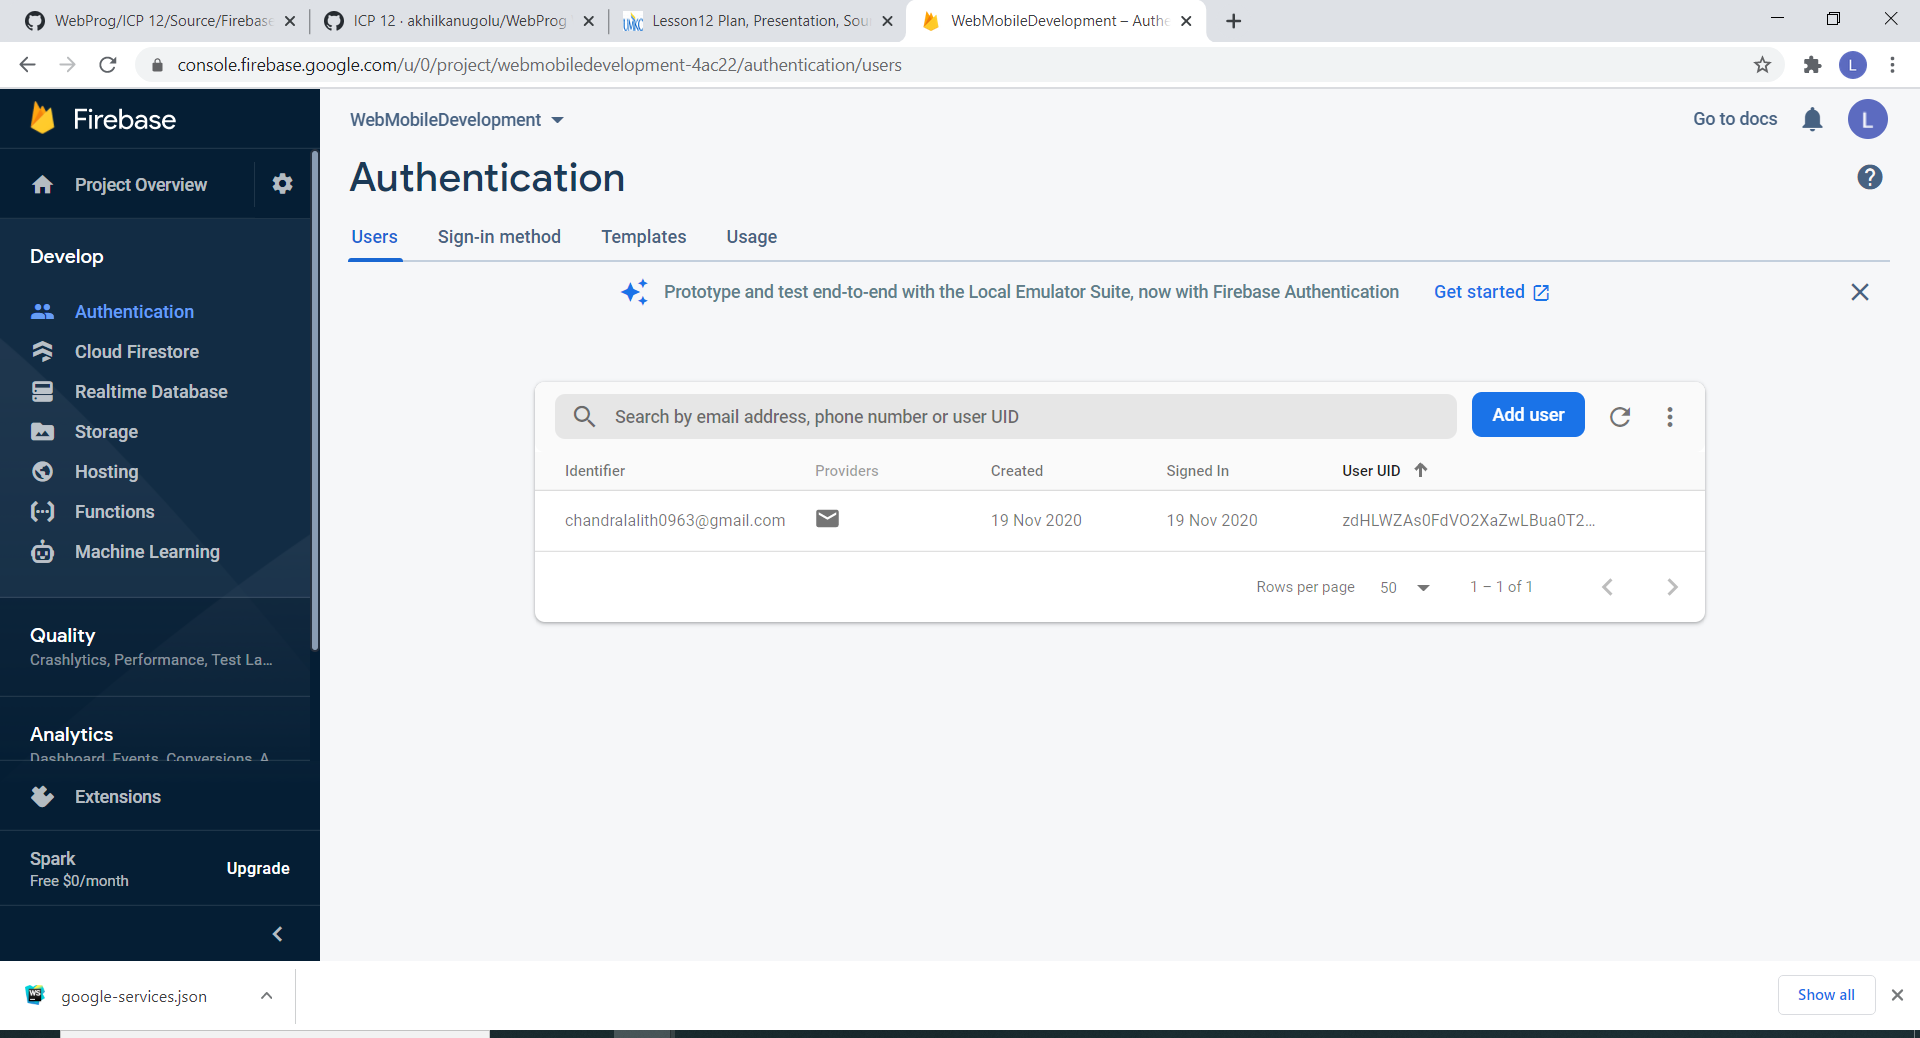 WebProg/ICP 12/Source/Firebase
ICP 12 · akhilkanugolu/WebProg
UMKC
Lesson12 Plan, Presentation, Sou
WebMobileDevelopment – Authe
console.firebase.google.com/u/0/project/webmobiledevelopment-4ac22/authentication/users
L
Firebase
WebMobileDevelopment
Go to docs
L
Project Overview
Authentication
Users
Sign-in method
Templates
Usage
Develop
Prototype and test end-to-end with the Local Emulator Suite, now with Firebase Authentication
Get started
Authentication
Cloud Firestore
Realtime Database
Storage
Hosting
Functions
Machine Learning
Search by email address, phone number or user UID
Add user
Identifier
Providers
Created
Signed In
User UID
chandralalith0963@gmail.com
19 Nov 2020
19 Nov 2020
zdHLWZAs0FdVO2XaZwLBua0T2...
Rows per page
50
1 – 1 of 1
Quality
Crashlytics, Performance, Test La...
Analytics
Dashboard, Events, Conversions, A
Extensions
Spark
Free $0/month
Upgrade
WS
google-services.json
Show all